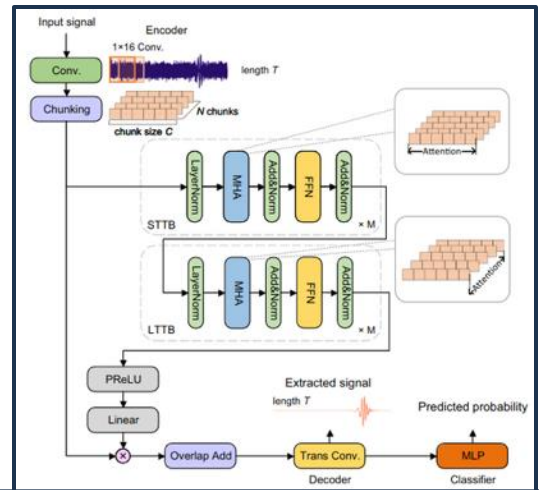 Input signal
Encoder
1×16 Conv.
Conv.
length T
Chunking
N chunks
chunk size C
Attention
LayerNorm
MHA
Add&Norm
FFN
Add&Norm
STTB
× M
LayerNorm
MHA
Add&Norm
FFN
Add&Norm
LTTB
× M
Attention
PReLU
Linear
Extracted signal
length T
Predicted probability
×
Overlap Add
Trans Conv.
MLP
Decoder
Classifier